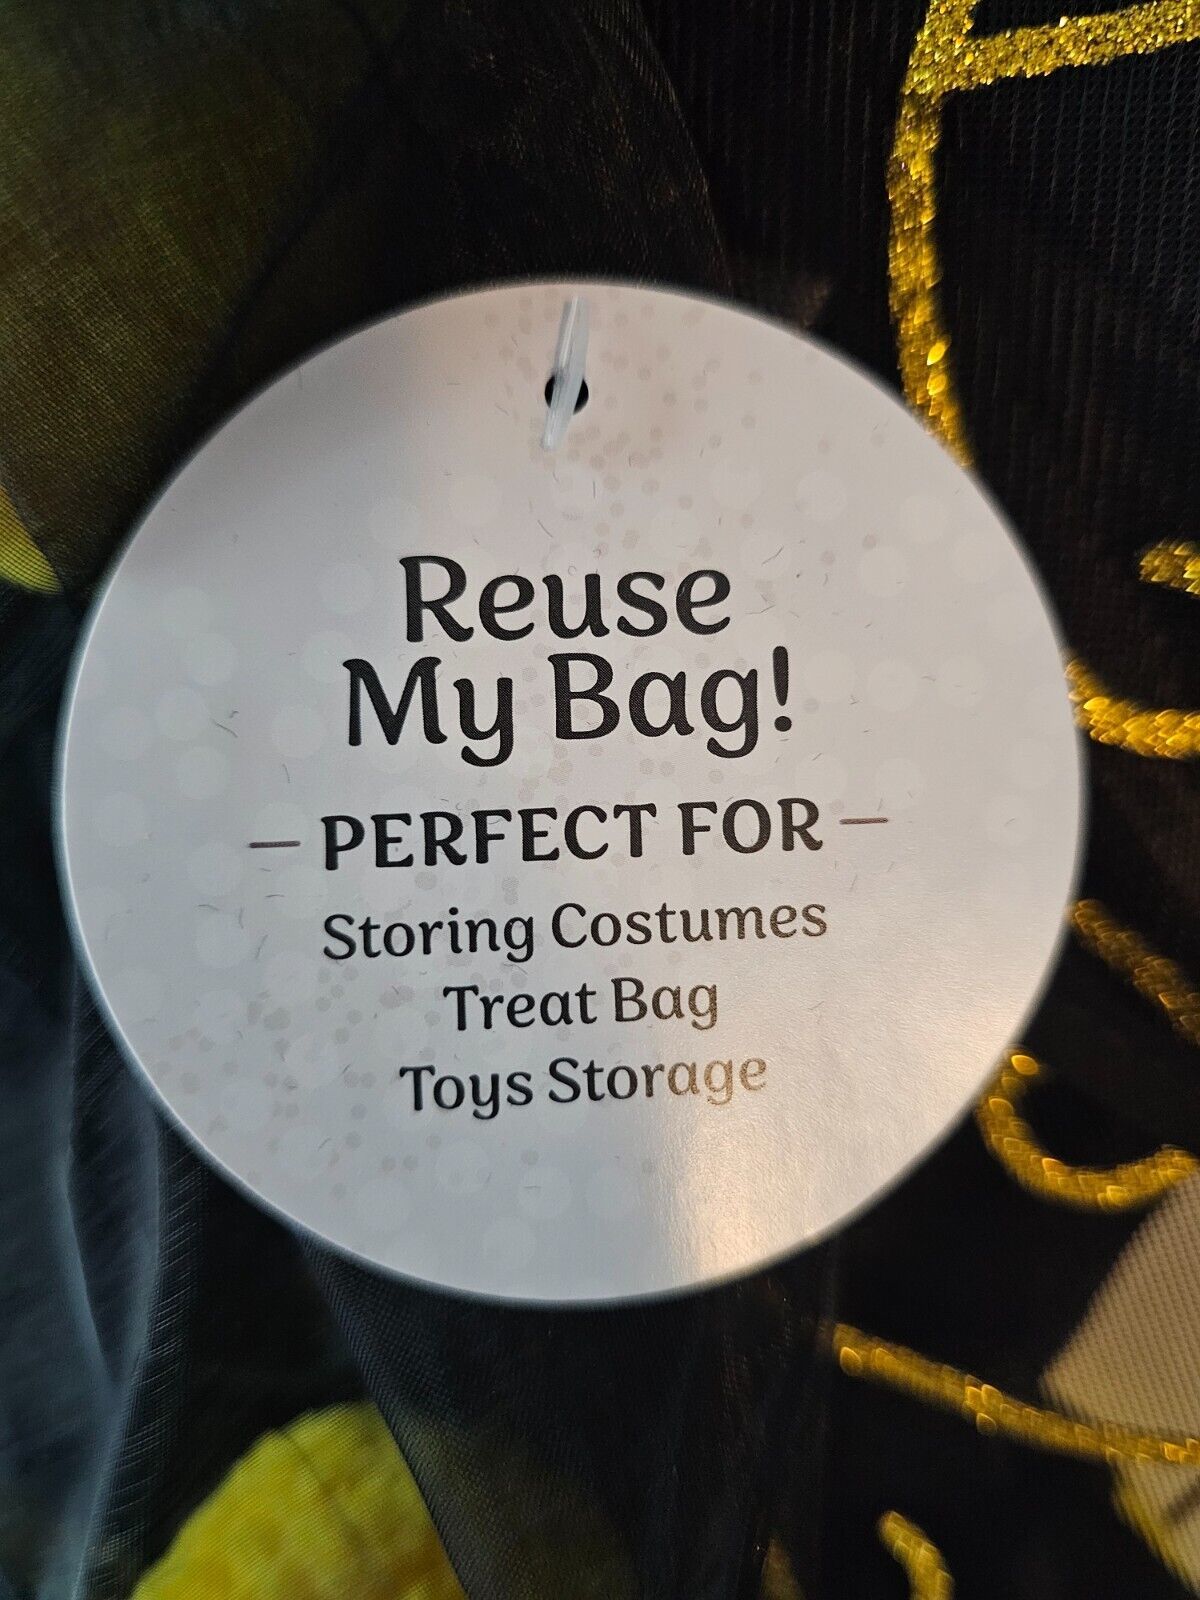 Reuse
My Bag!
– PERFECT FOR –
Storing Costumes
Treat Bag
Toys Storage